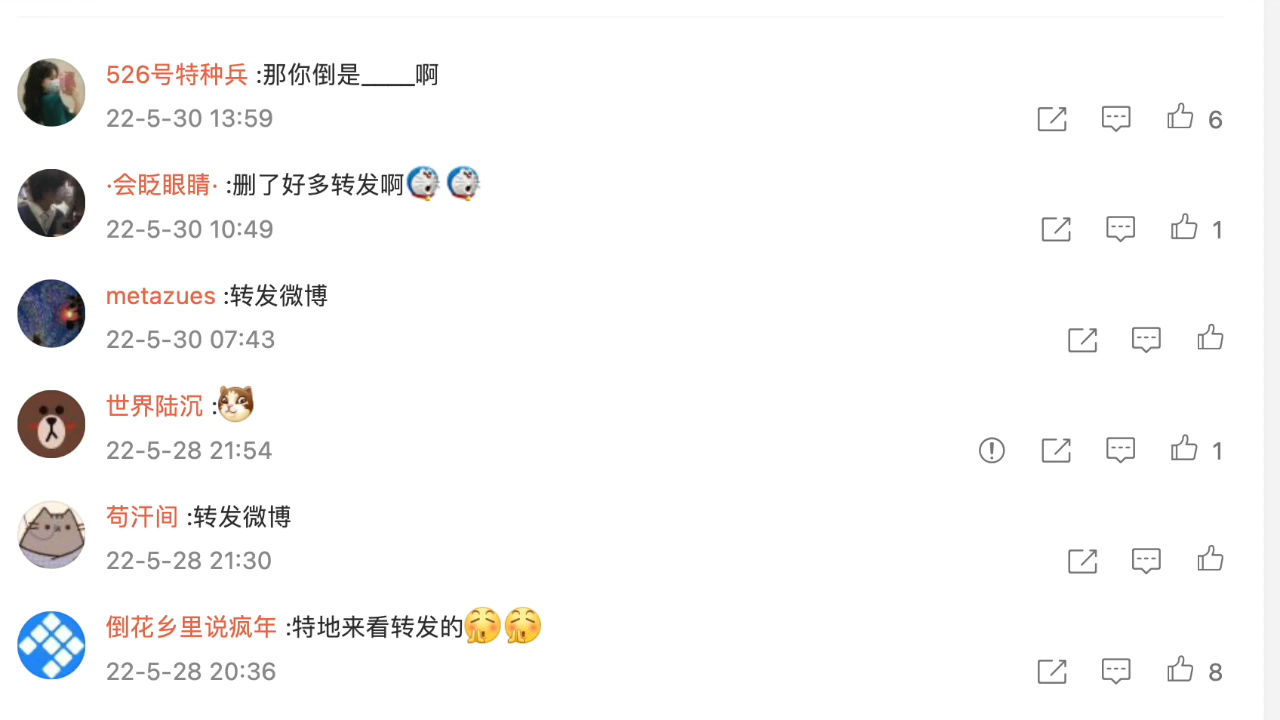 526号特种兵 :那你倒是_____啊
22-5-30 13:59
6
·会眨眼睛· :删了好多转发啊
22-5-30 10:49
1
metazues :转发微博
22-5-30 07:43
世界陆沉 :
22-5-28 21:54
1
苟汗间 :转发微博
22-5-28 21:30
倒花乡里说疯年 :特地来看转发的
22-5-28 20:36
8